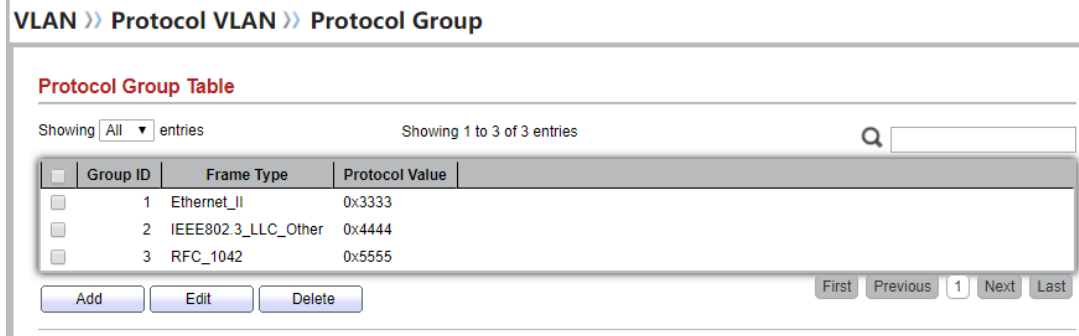 VLAN 》 Protocol VLAN 》 Protocol Group
Protocol Group Table
Showing All ▼ entries Showing 1 to 3 of 3 entries
Group ID Frame Type Protocol Value
1 Ethernet_II 0x3333
2 IEEE802.3_LLC_Other 0x4444
3 RFC_1042 0x5555
Add Edit Delete First Previous 1 Next Last